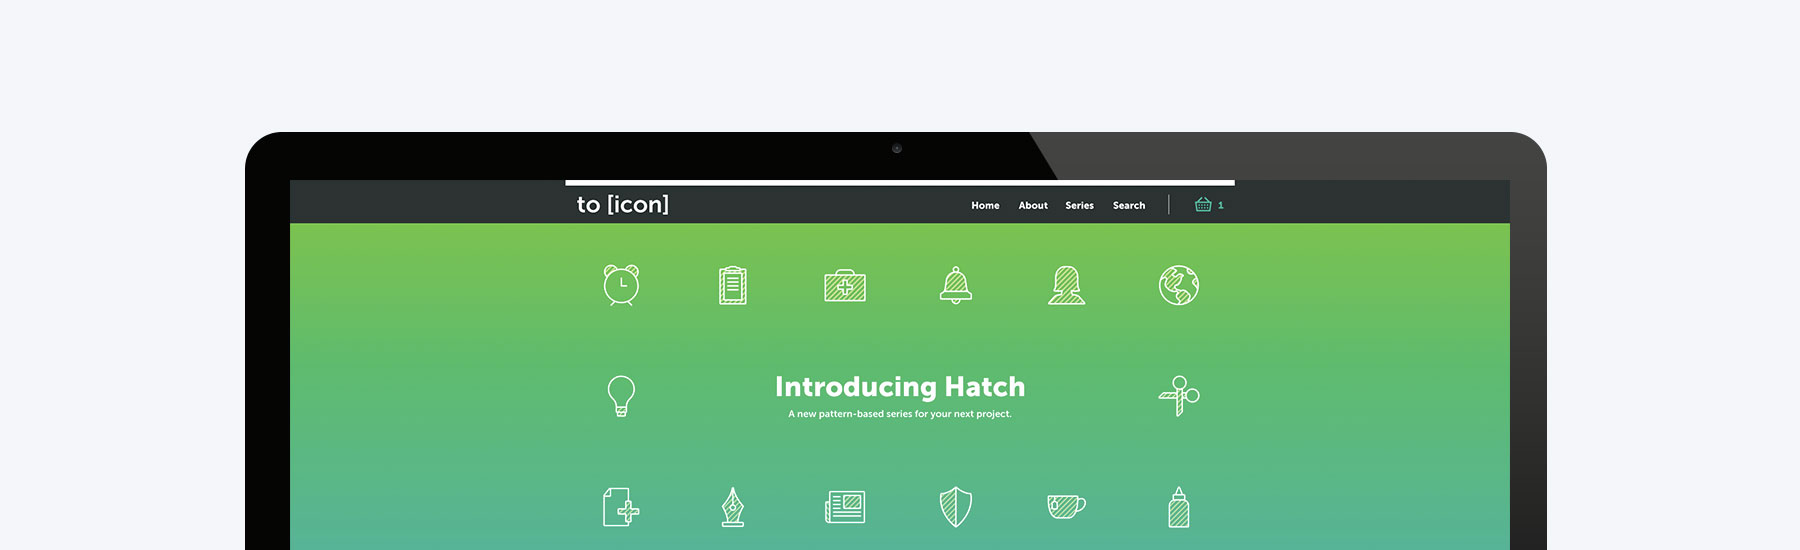 to [icon]
Home About Series Search 1
Introducing Hatch
A new pattern-based series for your next project.